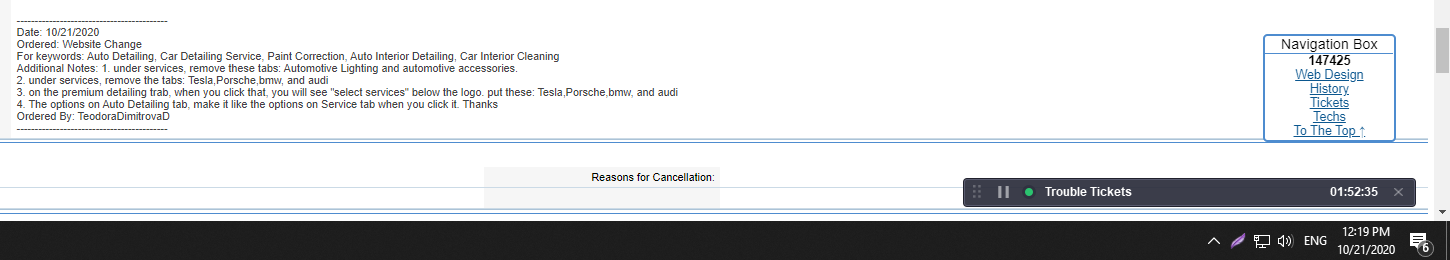 ------------------------------------------
Date: 10/21/2020
Ordered: Website Change
For keywords: Auto Detailing, Car Detailing Service, Paint Correction, Auto Interior Detailing, Car Interior Cleaning
Additional Notes: 1. under services, remove these tabs: Automotive Lighting and automotive accessories.
2. under services, remove the tabs: Tesla,Porsche,bmw, and audi
3. on the premium detailing trab, when you click that, you will see "select services" below the logo. put these: Tesla,Porsche,bmw, and audi
4. The options on Auto Detailing tab, make it like the options on Service tab when you click it. Thanks
Ordered By: TeodoraDimitrovaD
------------------------------------------
Navigation Box
147425
Web Design
History
Tickets
Techs
To The Top ↑
Reasons for Cancellation:
Trouble Tickets 01:52:35
ENG
12:19 PM
10/21/2020
6